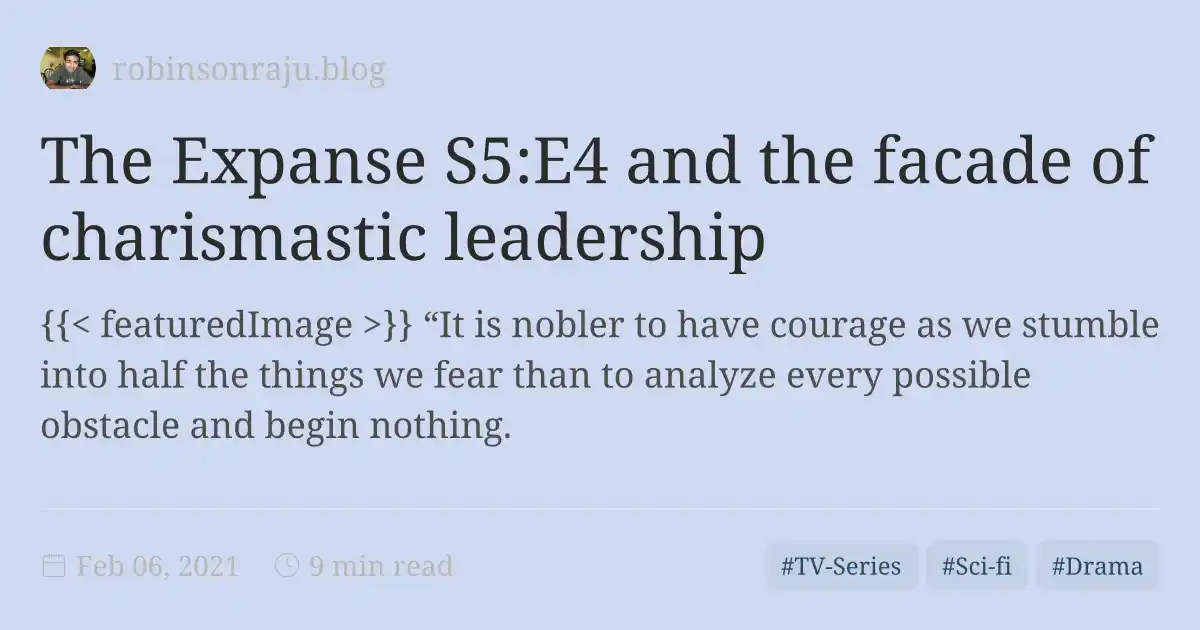 robinsonraju.blog
The Expanse S5:E4 and the facade of
charismastic leadership
{{< featuredImage >}} “It is nobler to have courage as we stumble
into half the things we fear than to analyze every possible
obstacle and begin nothing.
Feb 06, 2021 9 min read #TV-Series #Sci-fi #Drama